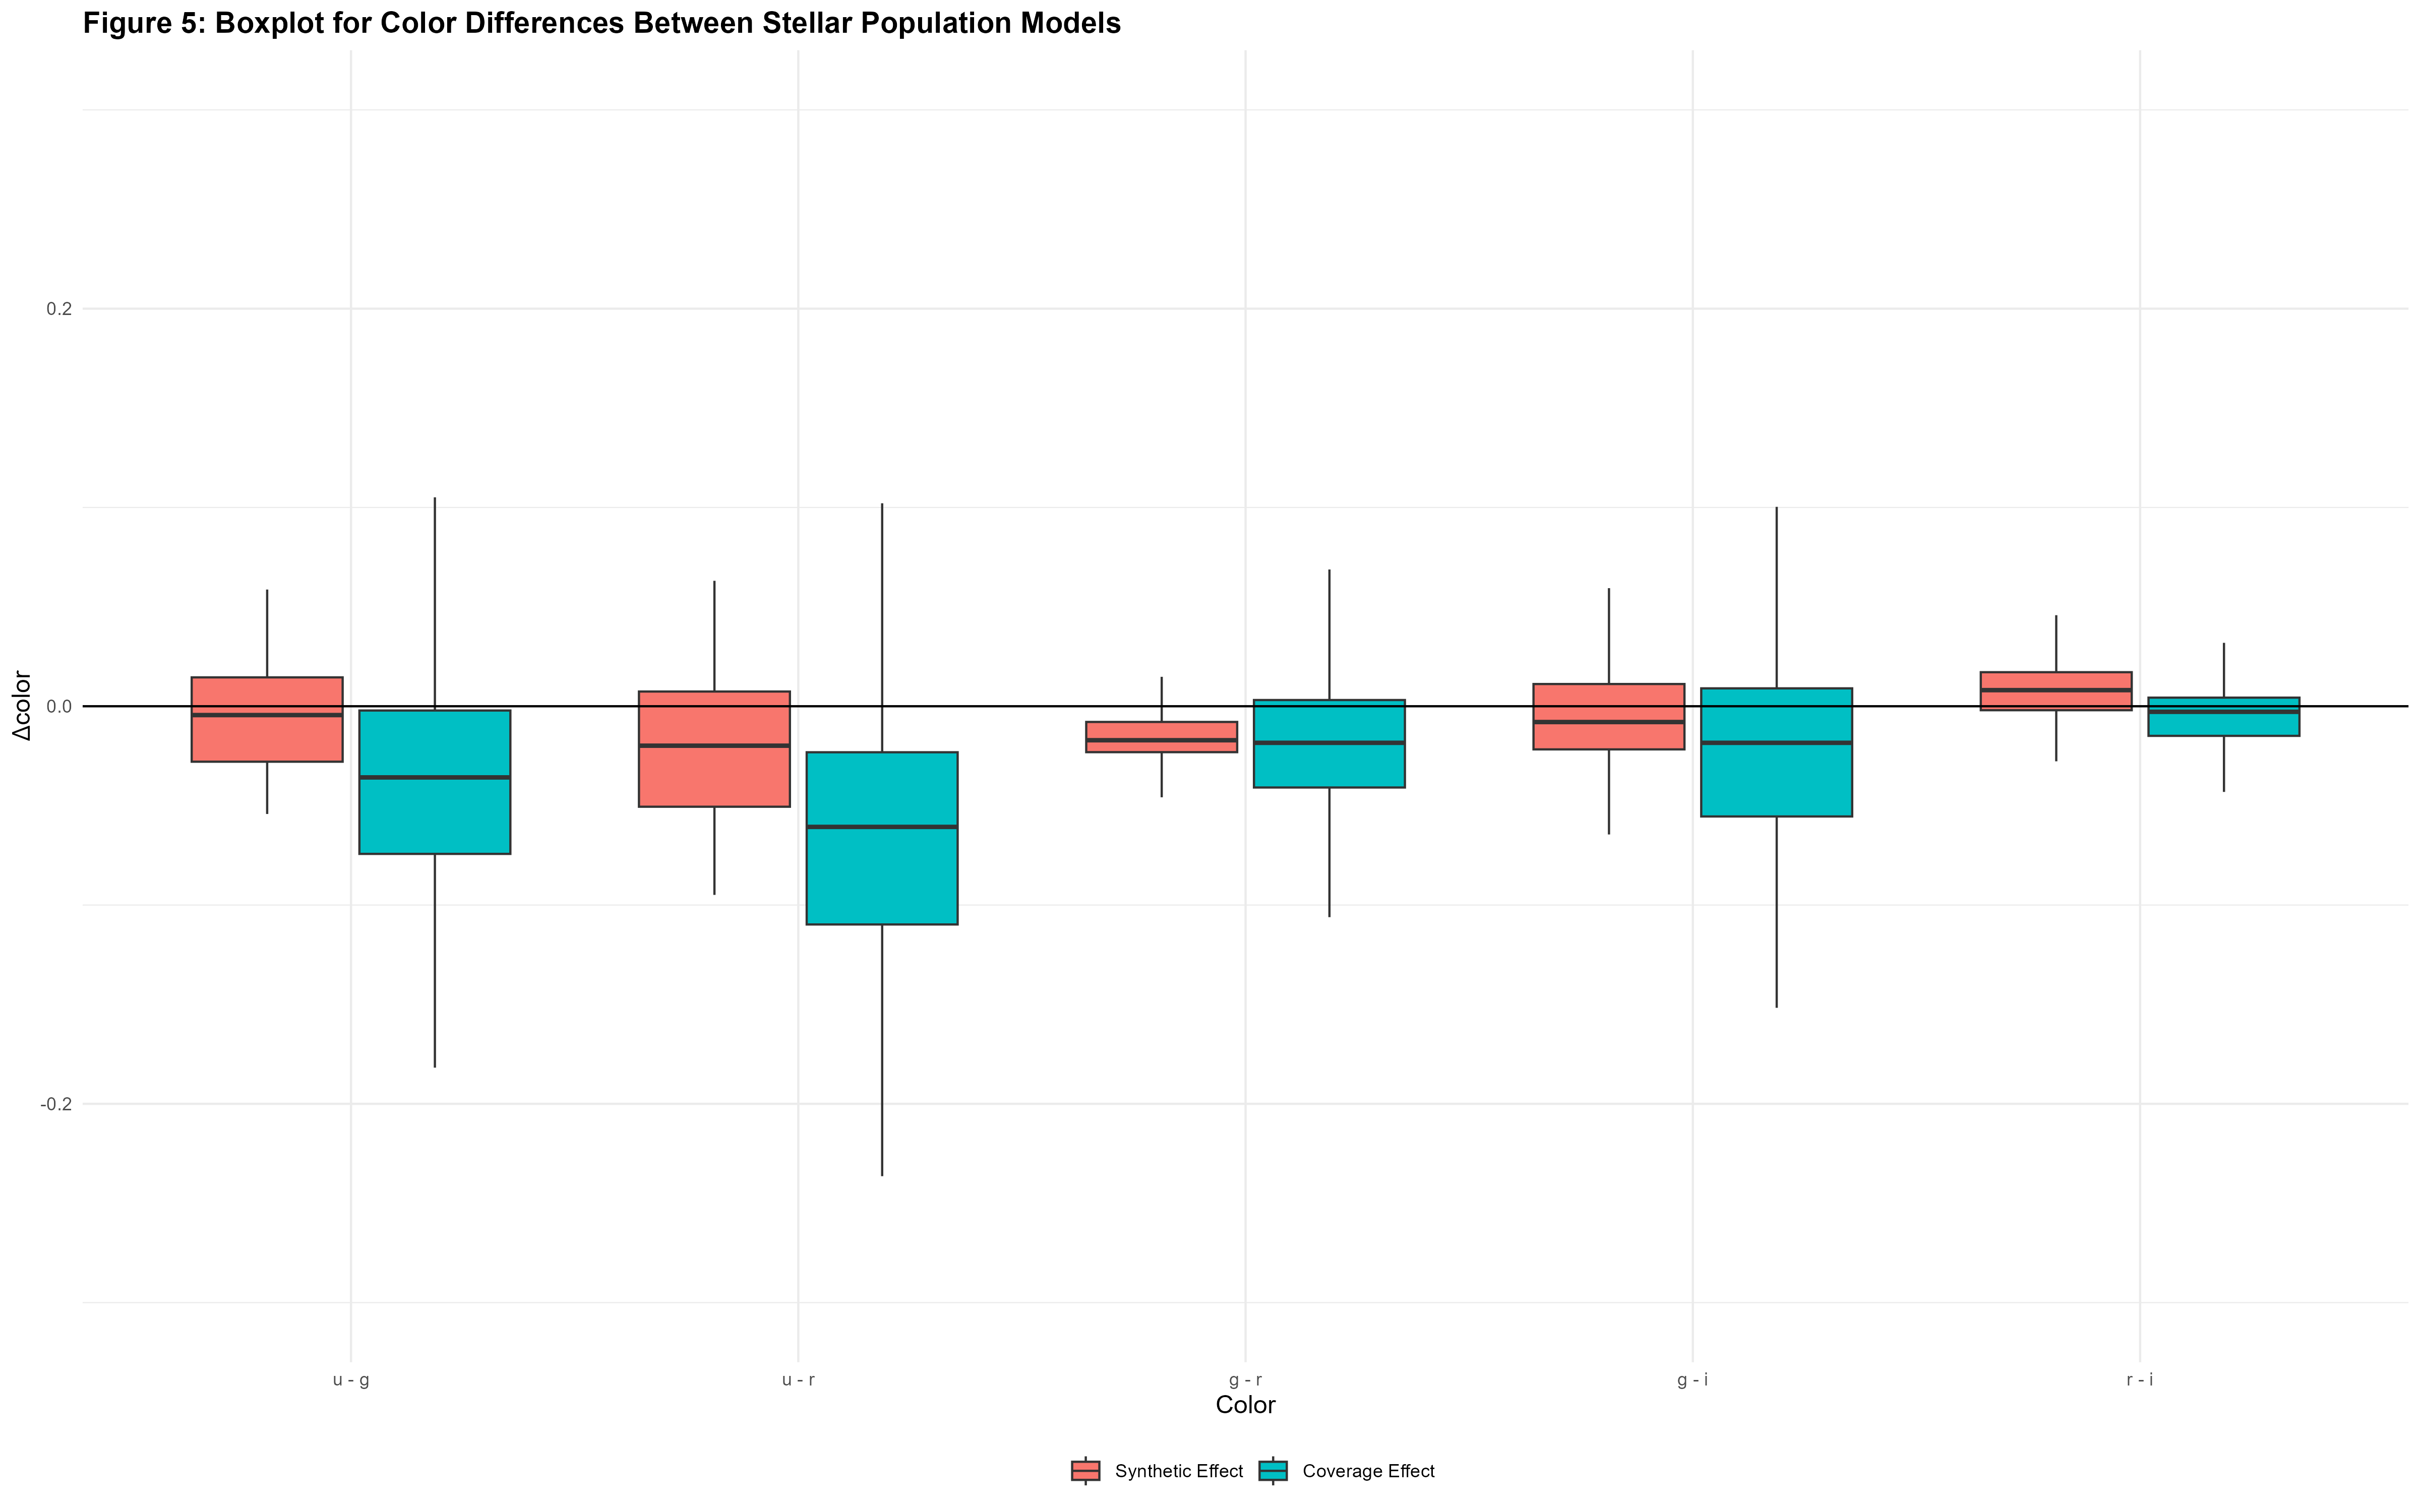 Figure 5: Boxplot for Color Differences Between Stellar Population Models
Δcolor
0.2
0.0
-0.2
u - g
u - r
g - r
g - i
r - i
Color
Synthetic Effect
Coverage Effect